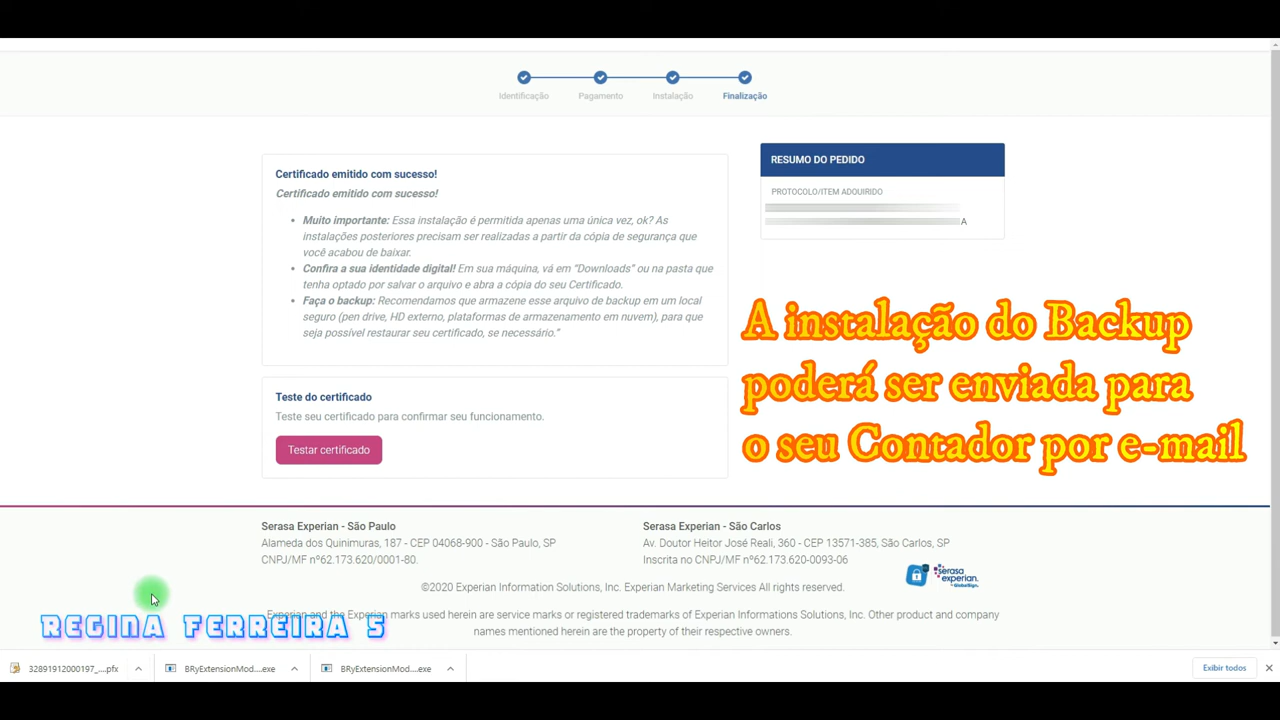 Identificação
Pagamento
Instalação
Finalização
Certificado emitido com sucesso!
Certificado emitido com sucesso!
• Muito importante: Essa instalação é permitida apenas uma única vez, ok? As
instalações posteriores precisam ser realizadas a partir da cópia de segurança que
você acabou de baixar.
• Confira a sua identidade digital! Em sua máquina, vá em "Downloads" ou na pasta que
tenha optado por salvar o arquivo e abra a cópia do seu Certificado.
• Faça o backup: Recomendamos que armazene esse arquivo de backup em um local
seguro (pen drive, HD externo, plataformas de armazenamento em nuvem), para que
seja possível restaurar seu certificado, se necessário."
RESUMO DO PEDIDO
PROTOCOLO/ITEM ADQUIRIDO
A
A instalação do Backup
poderá ser enviada para
o seu Contador por e-mail
Teste do certificado
Teste seu certificado para confirmar seu funcionamento.
Testar certificado
Serasa Experian - São Paulo
Alameda dos Quinimuras, 187 - CEP 04068-900 - São Paulo, SP
CNPJ/MF nº62.173.620/0001-80.
Serasa Experian - São Carlos
Av. Doutor Heitor José Reali, 360 - CEP 13571-385, São Carlos, SP
Inscrita no CNPJ/MF nº62.173.620-0093-06
serasa
experian.
by GlobalSign.
©2020 Experian Information Solutions, Inc. Experian Marketing Services All rights reserved.
Experian and the Experian marks used herein are service marks or registered trademarks of Experian Informations Solutions, Inc. Other product and company
names mentioned herein are the property of their respective owners.
REGINA FERREIRA S
32891912000197_....pfx
BRyExtensionMod....exe
BRyExtensionMod....exe
Exibir todos